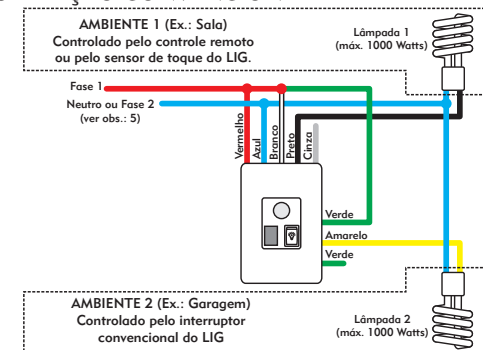 AMBIENTE 1 (Ex.: Sala)
Controlado pelo controle remoto
ou pelo sensor de toque do LIG.
Lâmpada 1
(máx. 1000 Watts)
Fase 1
Neutro ou Fase 2
(ver obs.: 5)
Vermelho
Azul
Branco
Preto
Cinza
Verde
Amarelo
Verde
AMBIENTE 2 (Ex.: Garagem)
Controlado pelo interruptor
convencional do LIG
Lâmpada 2
(máx. 1000 Watts)